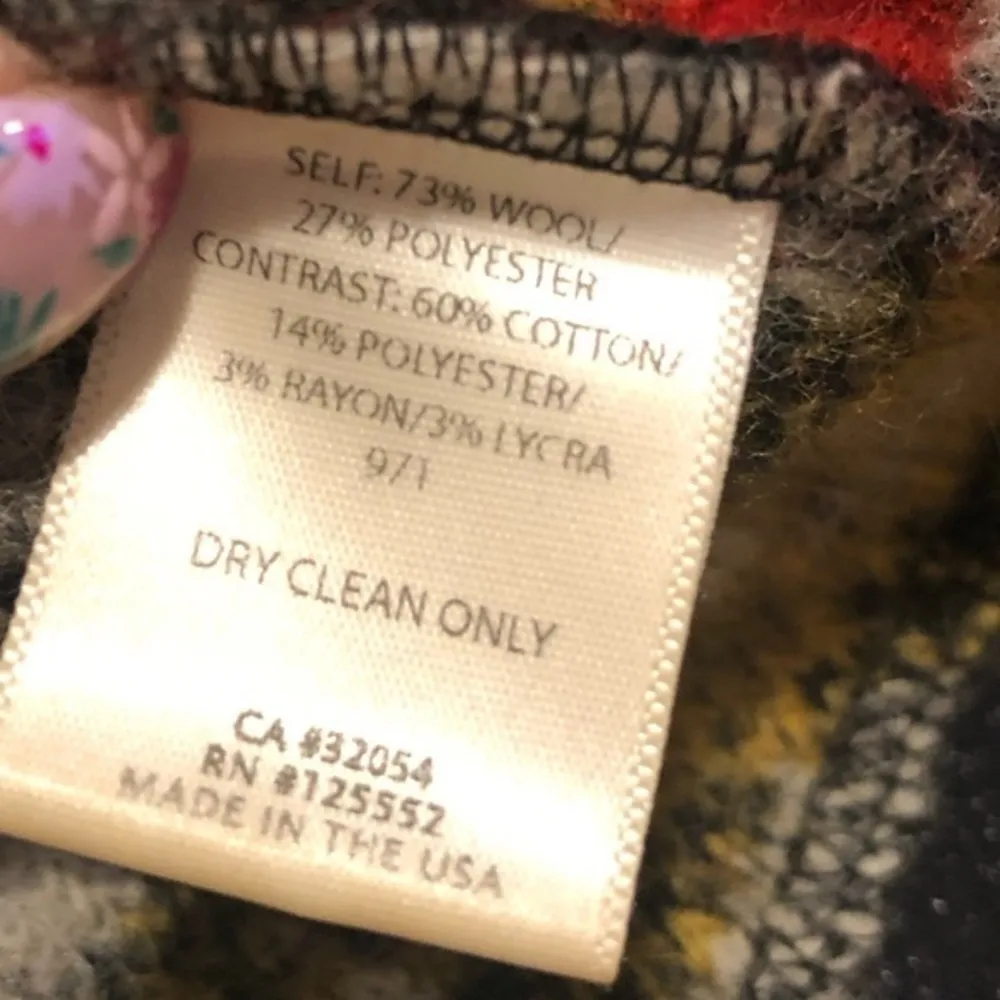 SELF: 73% WOOL/
27% POLYESTER
CONTRAST: 60% COTTON/
14% POLYESTER/
3% RAYON/3% LYCRA
9/1
DRY CLEAN ONLY
CA #32054
RN #125552
MADE IN THE USA